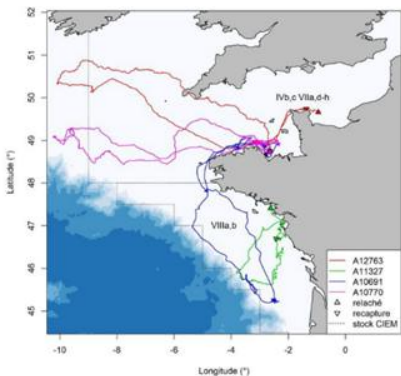 52
51
50
49
48
47
46
45
Latitude (°)
IVb,c VIIa,d-h
VIIIa,b
A12763
A11327
A10691
A10770
relaché
recapture
stock CIEM
-10 -8 -6 -4 -2 0 2
Longitude (°)